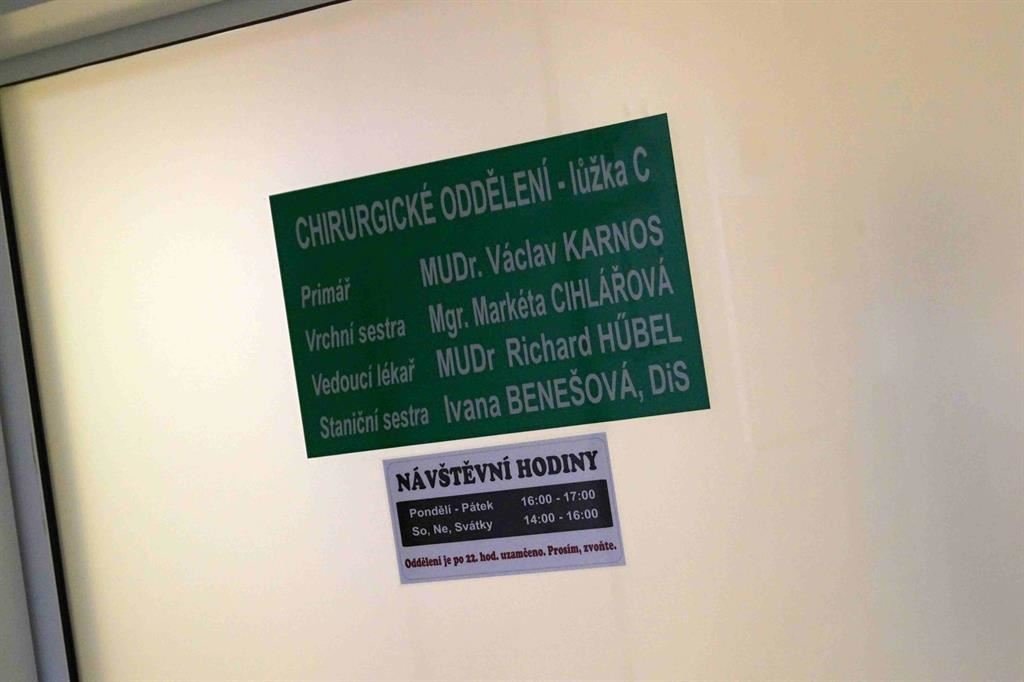 CHIRURGICKÉ ODDĚLENÍ - lůžka C
Primář MUDr. Václav KARNOS
Vrchní sestra Mgr. Markéta CIHLÁŘOVÁ
Vedoucí lékař MUDr Richard HŰBEL
Staniční sestra Ivana BENEŠOVÁ, DiS
NÁVŠTĚVNÍ HODINY
Pondělí - Pátek 16:00 - 17:00
So, Ne, Svátky 14:00 - 16:00
Oddělení je po 22. hod. uzamčeno. Prosím, zvoňte.